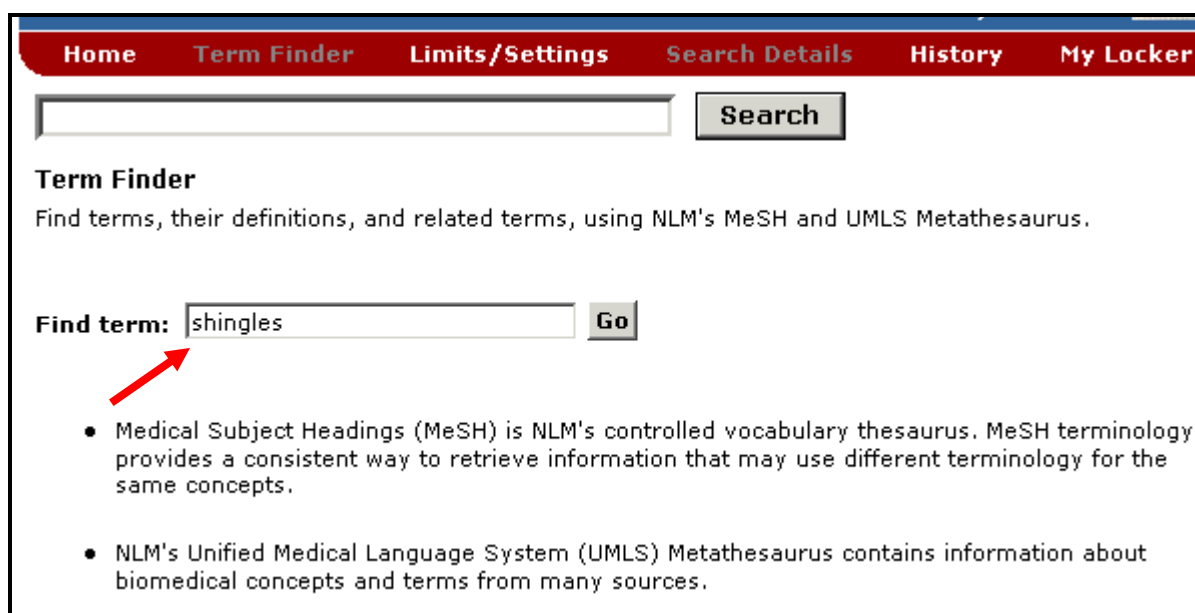 Home Term Finder Limits/Settings Search Details History My Locker
Search
Term Finder
Find terms, their definitions, and related terms, using NLM's MeSH and UMLS Metathesaurus.
Find term: shingles Go
• Medical Subject Headings (MeSH) is NLM's controlled vocabulary thesaurus. MeSH terminology
provides a consistent way to retrieve information that may use different terminology for the
same concepts.
• NLM's Unified Medical Language System (UMLS) Metathesaurus contains information about
biomedical concepts and terms from many sources.